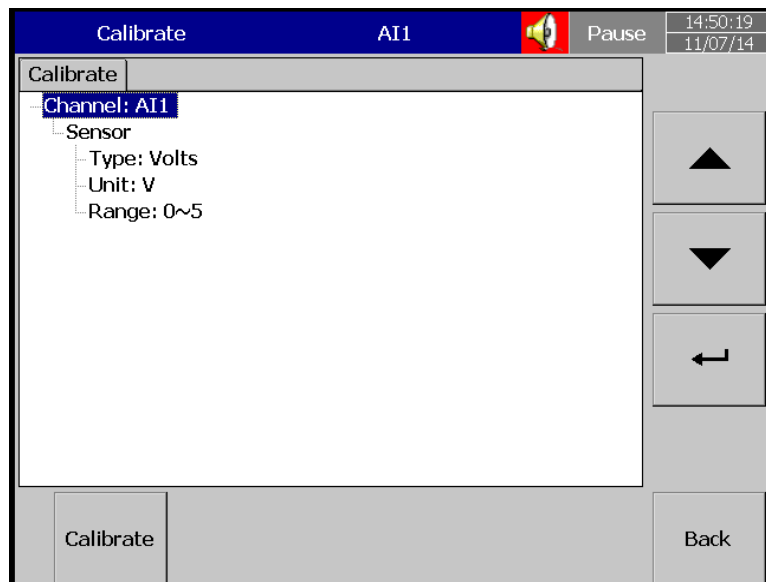 Calibrate AI1 Pause 14:50:19
11/07/14
Calibrate
Channel: AI1
Sensor
Type: Volts
Unit: V
Range: 0~5
Calibrate Back